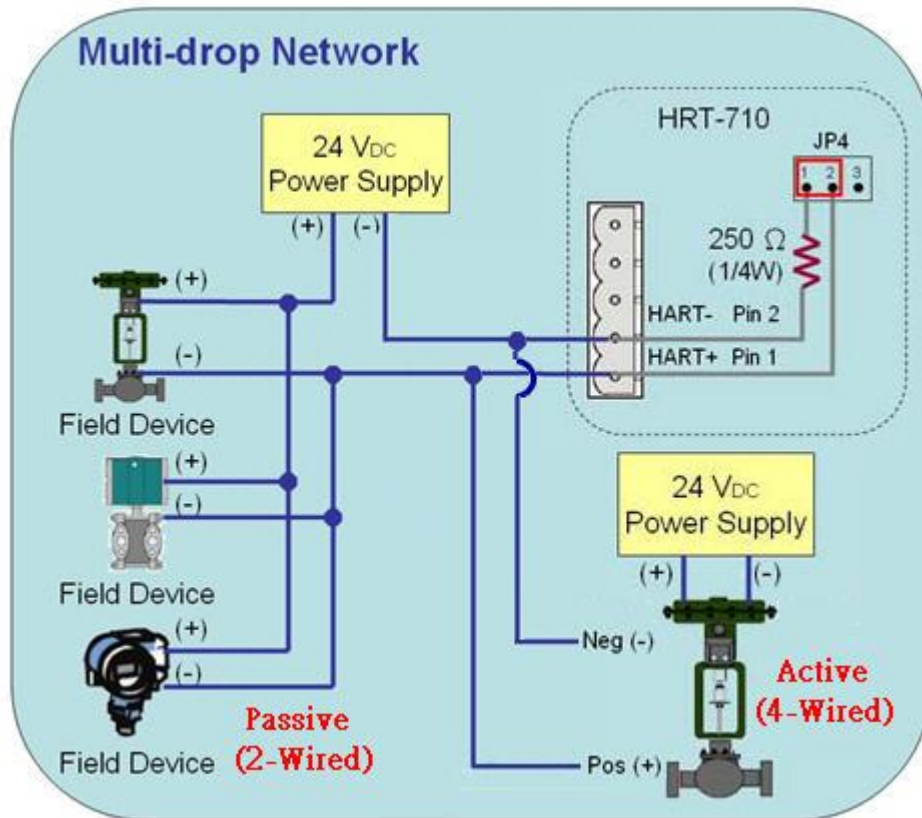 Multi-drop Network
24 VDC
Power Supply
(+) (-)
HRT-710
JP4
1 2 3
250 Ω
(1/4W)
HART- Pin 2
HART+ Pin 1
(+)
(-)
Field Device
(+)
(-)
Field Device
(+)
(-)
Field Device
Passive
(2-Wired)
24 VDC
Power Supply
(+) (-)
Neg (-)
Active
(4-Wired)
Pos (+)